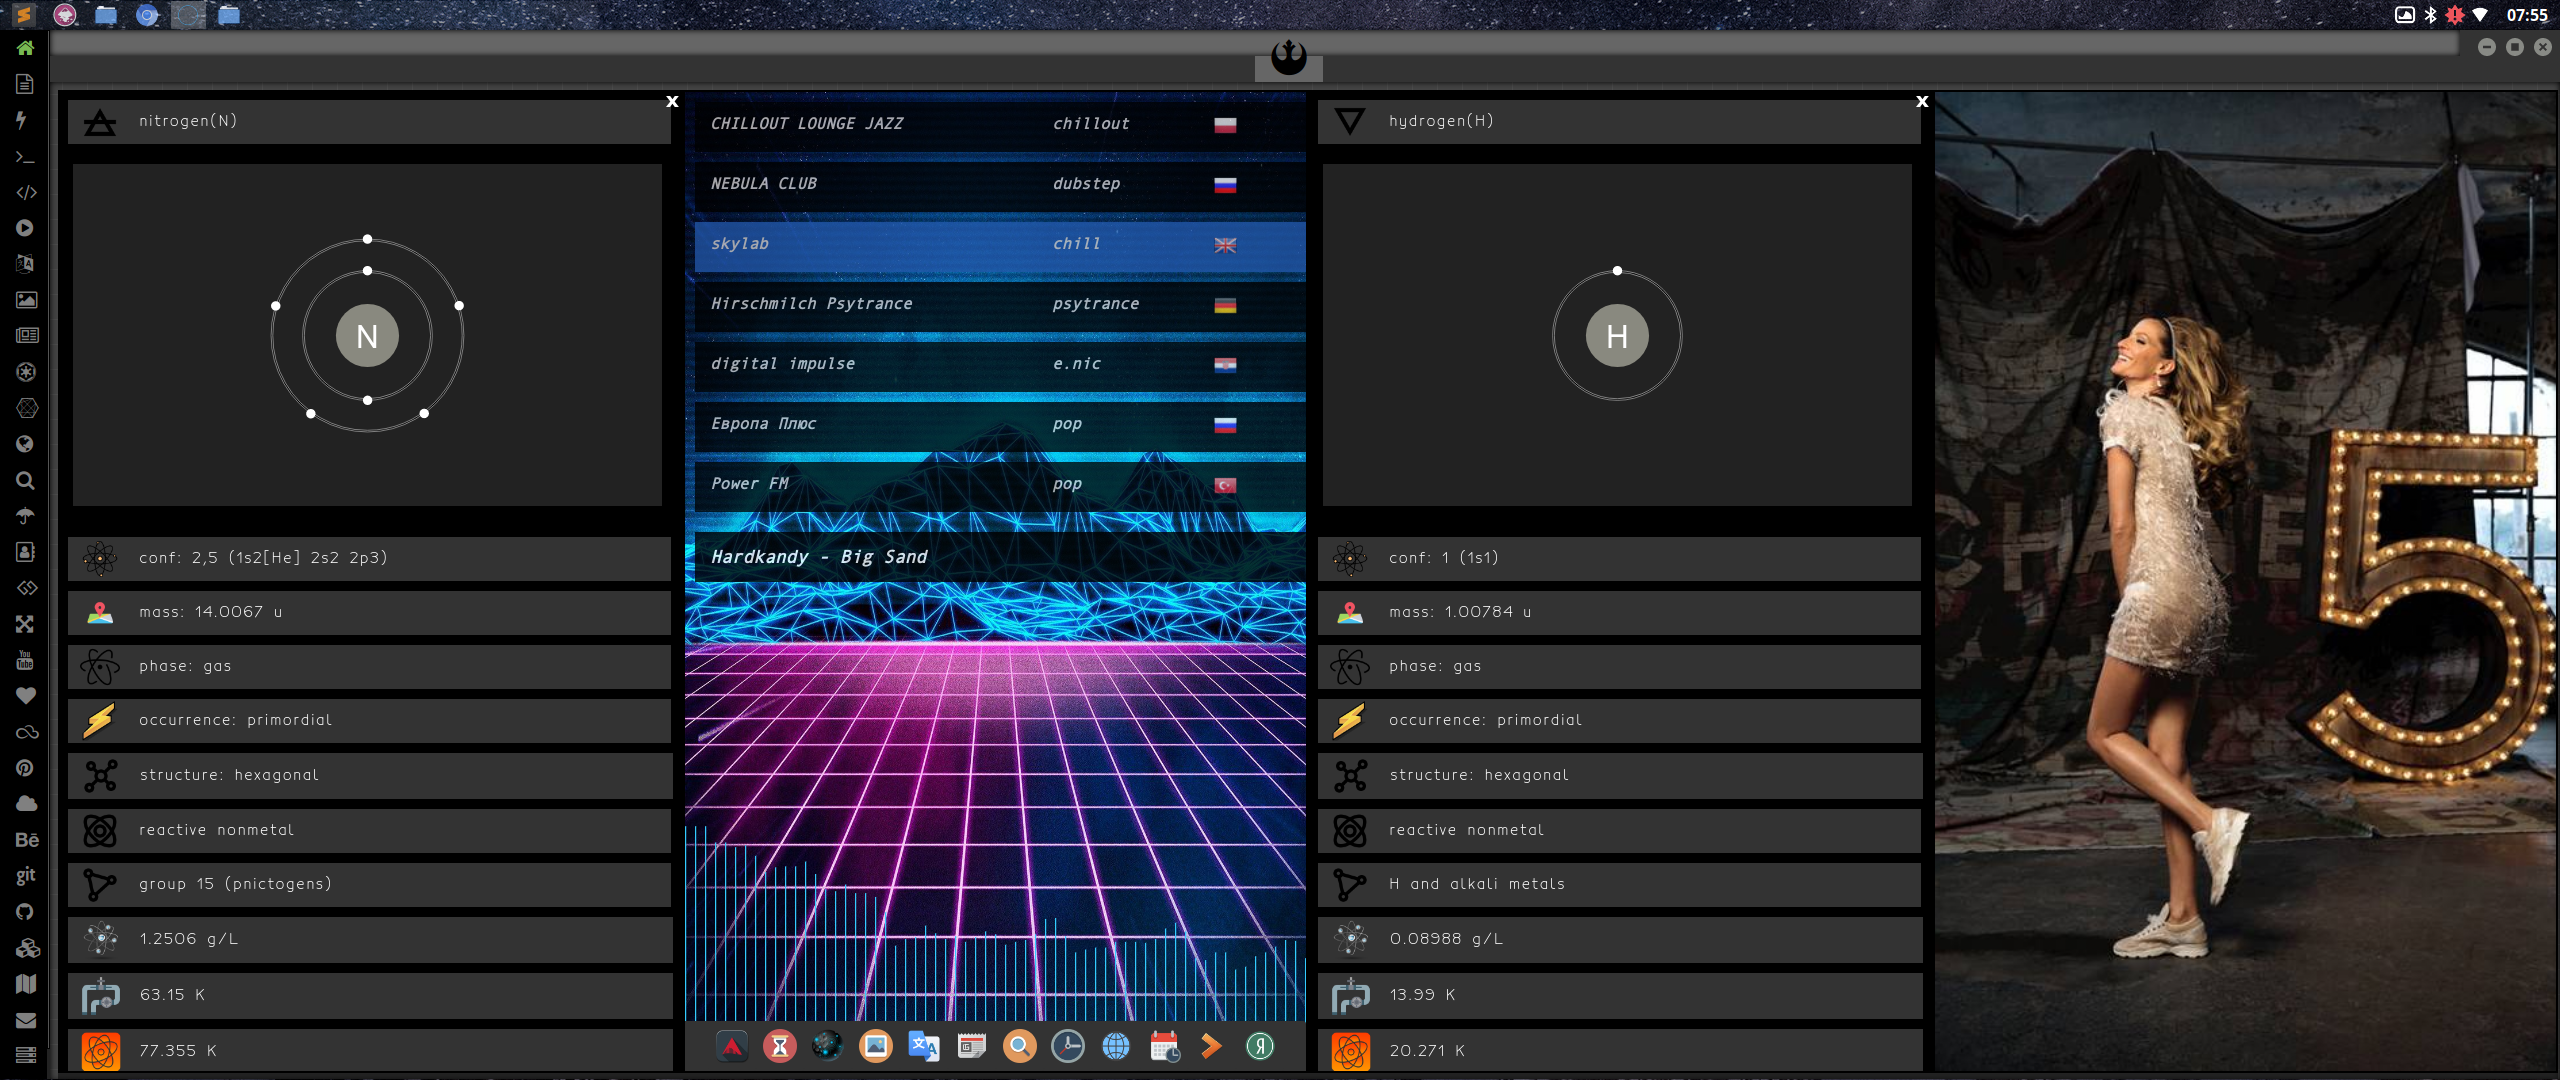 07:55
nitrogen(N)
N
conf: 2,5 (1s2[He] 2s2 2p3)
mass: 14.0067 u
phase: gas
occurrence: primordial
structure: hexagonal
reactive nonmetal
group 15 (pnictogens)
1.2506 g/L
63.15 K
77.355 K
x
CHILLOUT LOUNGE JAZZ chillout
NEBULA CLUB dubstep
skylab chill
Hirschmilch Psytrance psytrance
digital impulse e.nic
Европа Плюс pop
Power FM pop
Hardkandy - Big Sand
hydrogen(H)
H
conf: 1 (1s1)
mass: 1.00784 u
phase: gas
occurrence: primordial
structure: hexagonal
reactive nonmetal
H and alkali metals
0.08988 g/L
13.99 K
20.271 K
x
5
You
Tube
Bē
git
Я